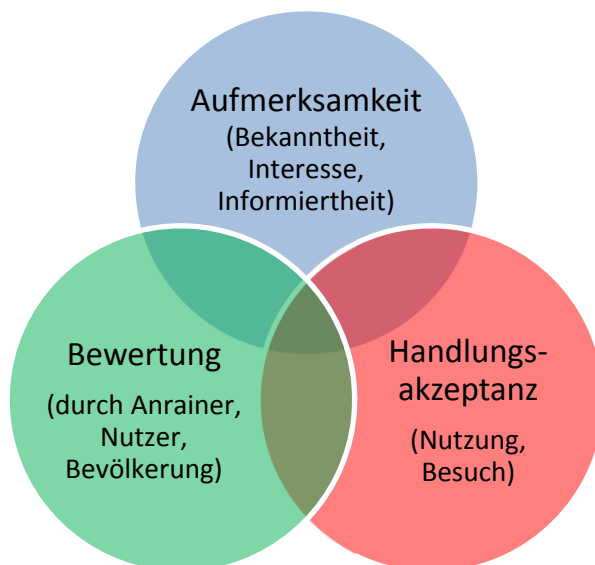 Aufmerksamkeit
(Bekanntheit,
Interesse,
Informiertheit)
Bewertung
(durch Anrainer,
Nutzer,
Bevölkerung)
Handlungs-
akzeptanz
(Nutzung,
Besuch)